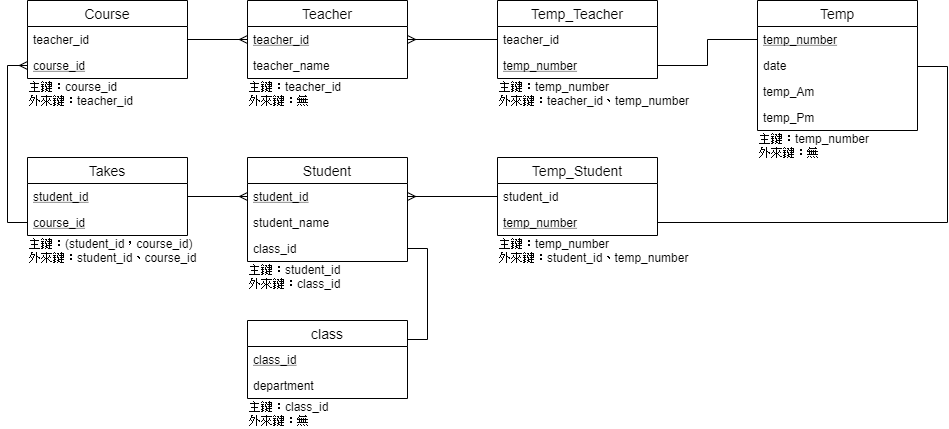 Course
teacher_id
course_id
主鍵：course_id
外來鍵：teacher_id
Teacher
teacher_id
teacher_name
主鍵：teacher_id
外來鍵：無
Temp_Teacher
teacher_id
temp_number
主鍵：temp_number
外來鍵：teacher_id、temp_number
Temp
temp_number
date
temp_Am
temp_Pm
主鍵：temp_number
外來鍵：無
Takes
student_id
course_id
主鍵：(student_id，course_id)
外來鍵：student_id、course_id
Student
student_id
student_name
class_id
主鍵：student_id
外來鍵：class_id
Temp_Student
student_id
temp_number
主鍵：temp_number
外來鍵：student_id、temp_number
class
class_id
department
主鍵：class_id
外來鍵：無